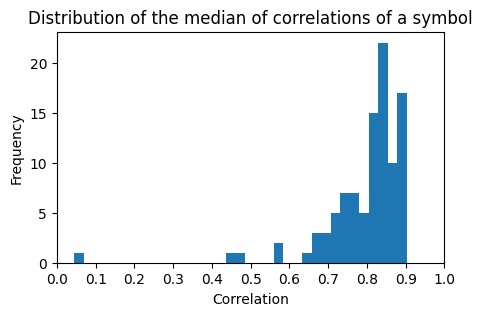 Distribution of the median of correlations of a symbol
Frequency
20
15
10
5
0
0.0 0.1 0.2 0.3 0.4 0.5 0.6 0.7 0.8 0.9 1.0
Correlation